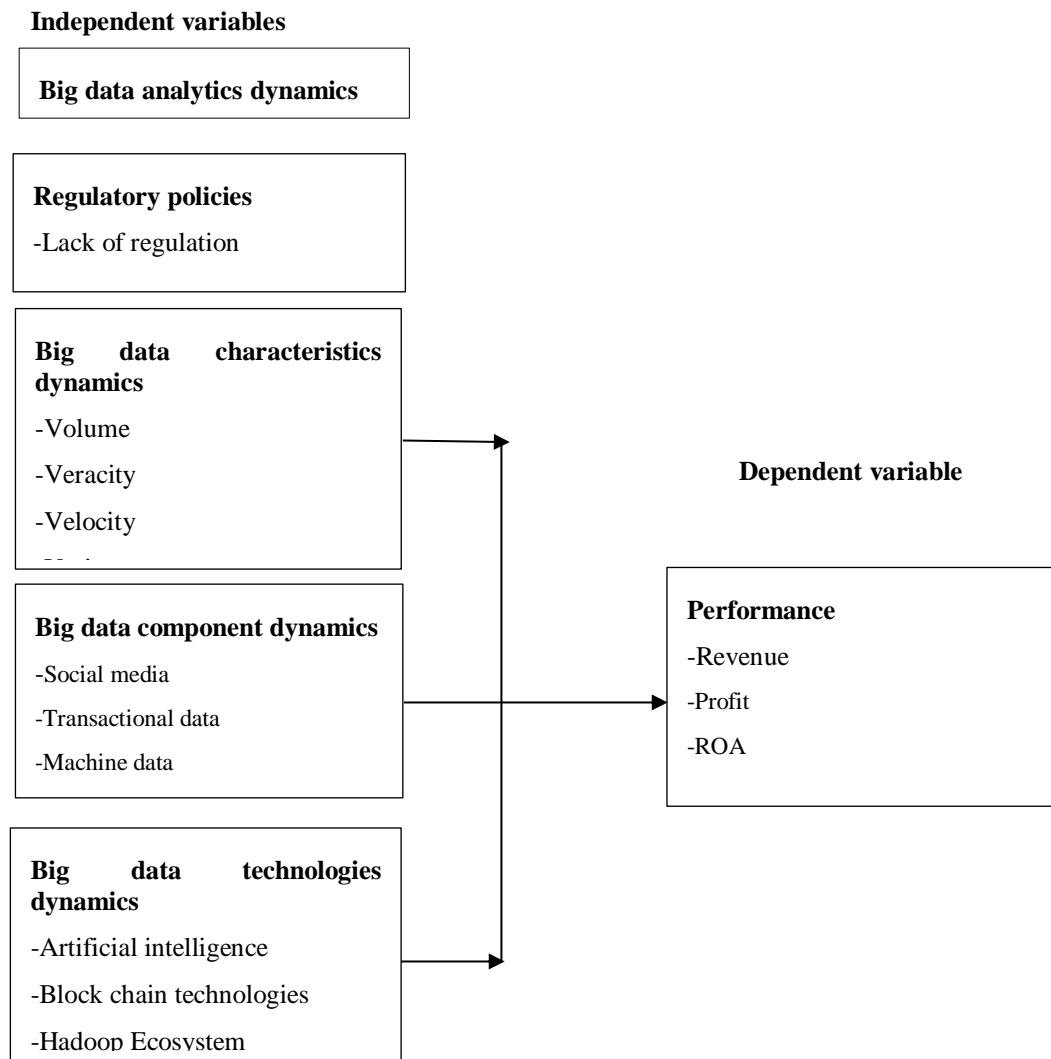 Independent variables
Big data analytics dynamics
Regulatory policies
-Lack of regulation
Big data characteristics
dynamics
-Volume
-Veracity
-Velocity
Big data component dynamics
-Social media
-Transactional data
-Machine data
Big data technologies
dynamics
-Artificial intelligence
-Block chain technologies
-Hadoop Ecosystem
Dependent variable
Performance
-Revenue
-Profit
-ROA